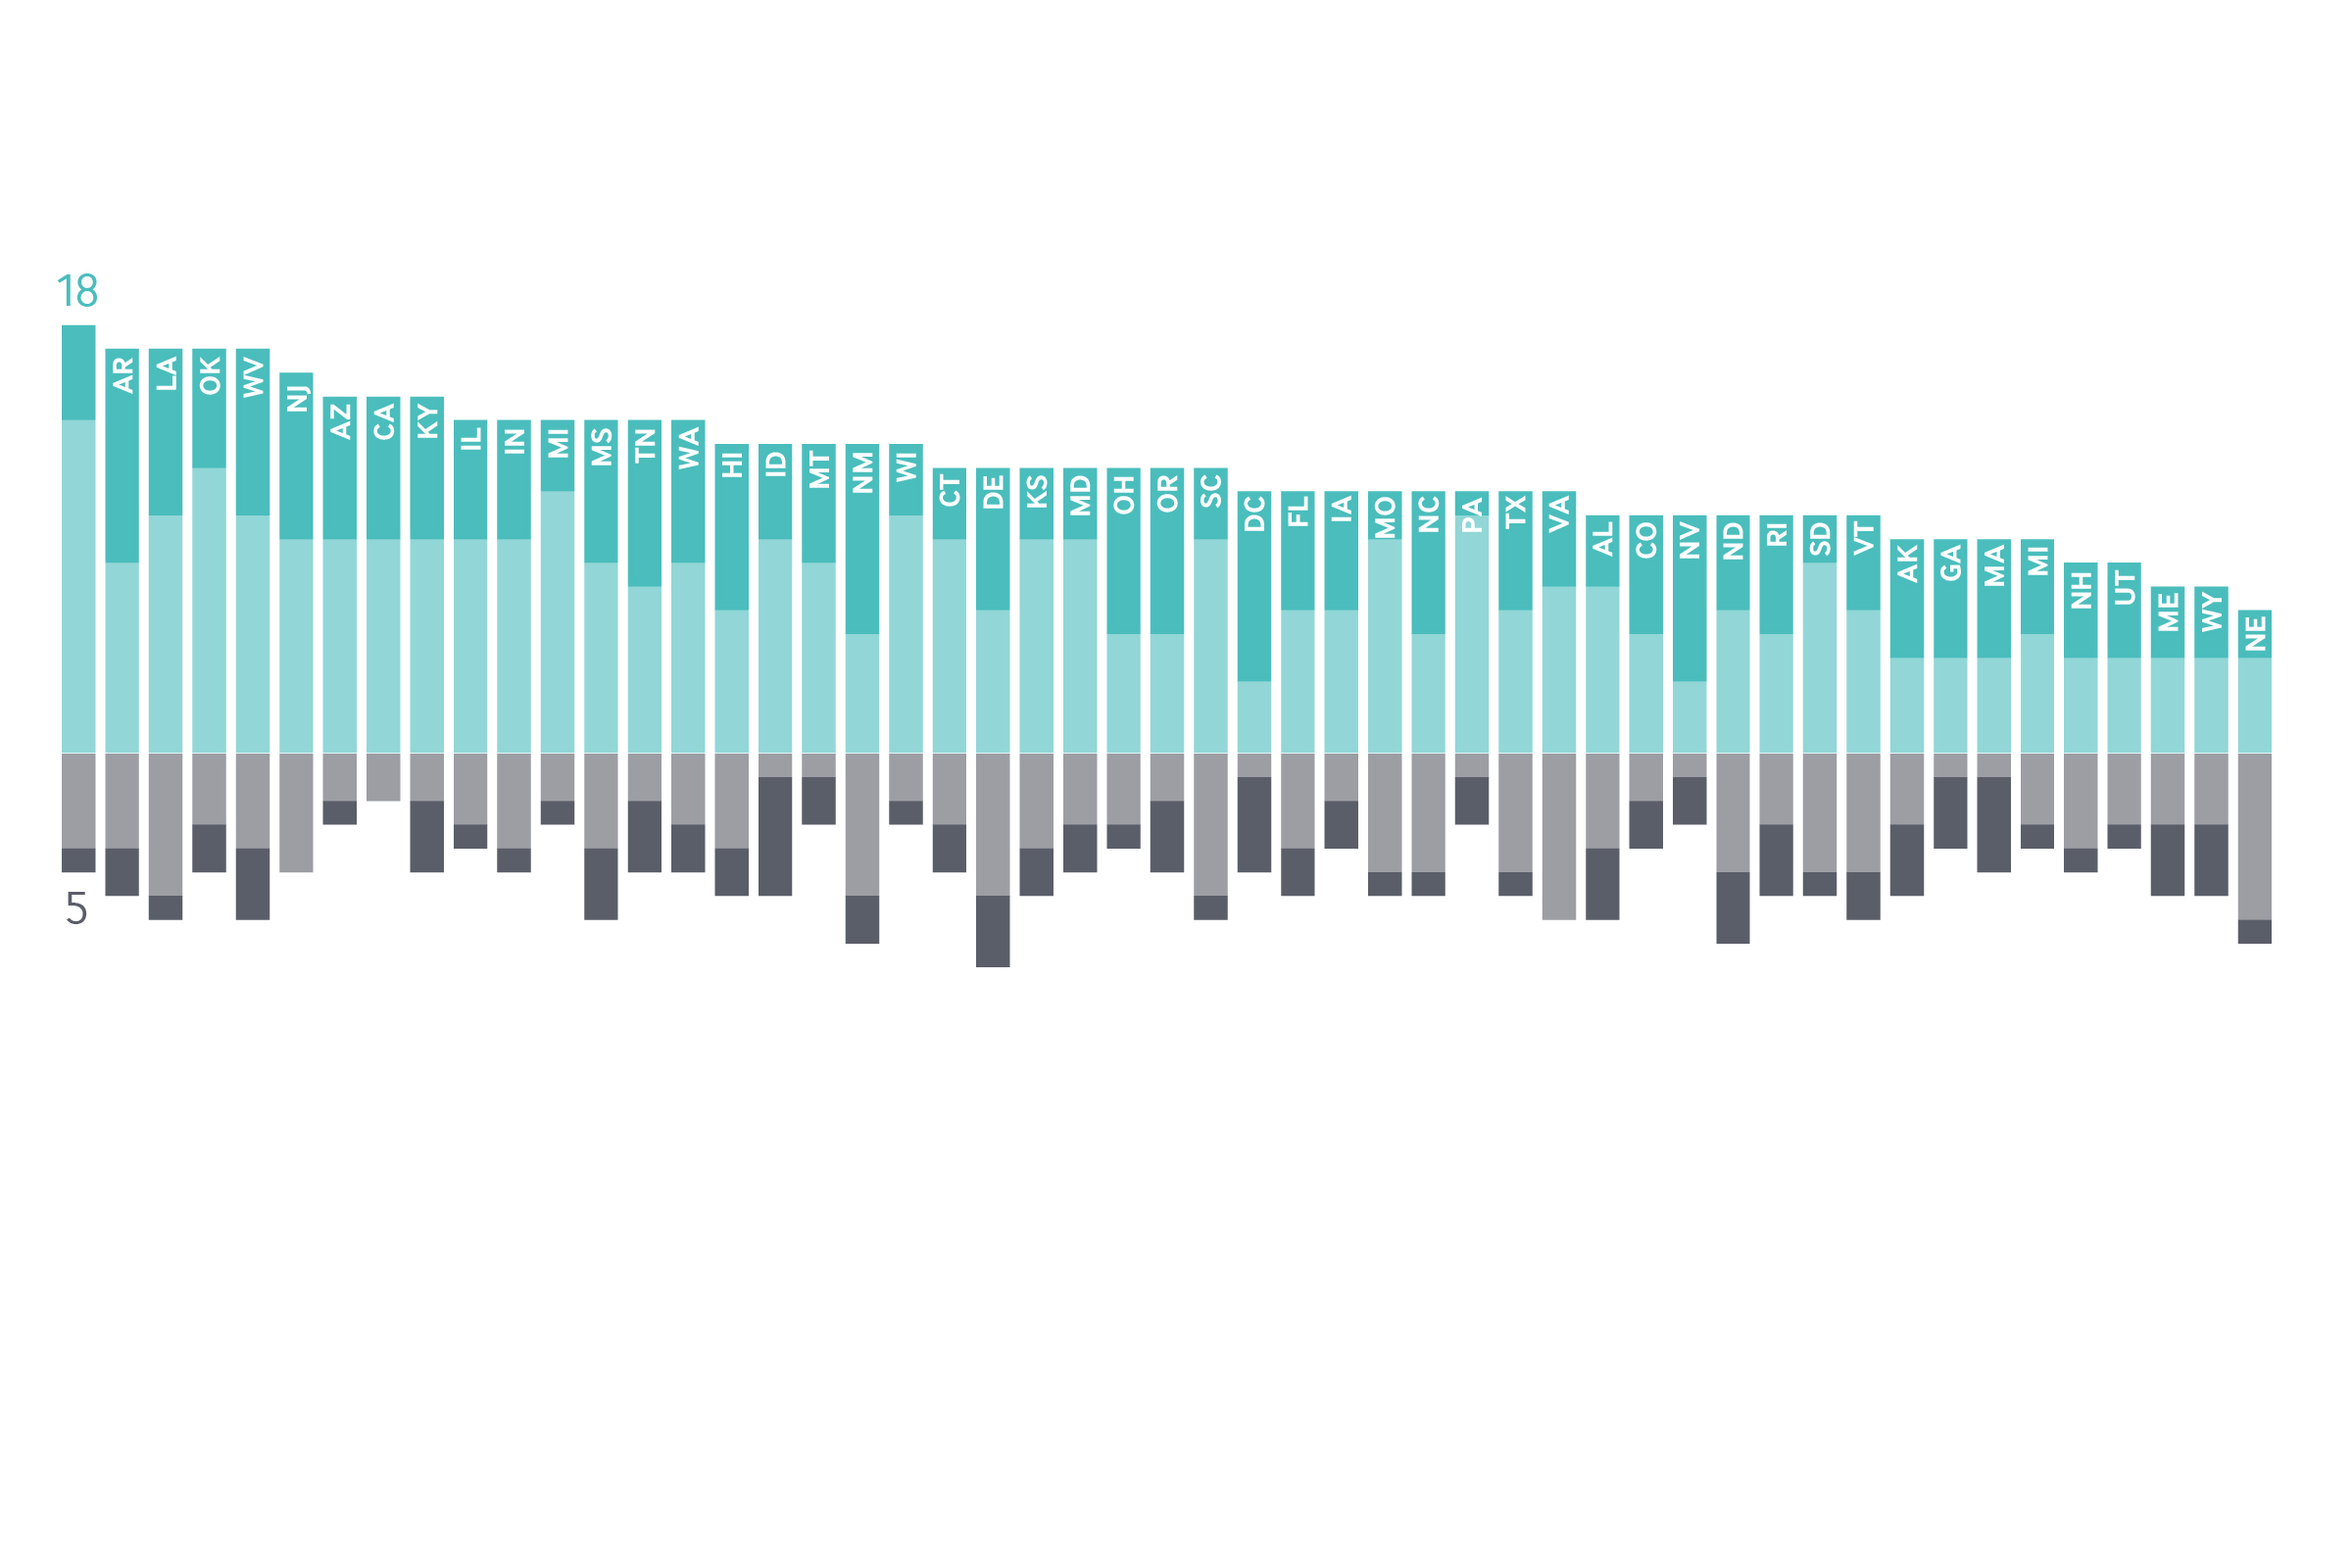 18
AR
LA
OK
WV
NJ
AZ
CA
KY
IL
IN
MI
MS
TN
WA
HI
ID
MT
NM
WI
CT
DE
KS
MD
OH
OR
SC
DC
FL
IA
MO
NC
PA
TX
VA
AL
CO
NY
ND
RI
SD
VT
AK
GA
MA
MI
NH
UT
ME
WY
NE
5